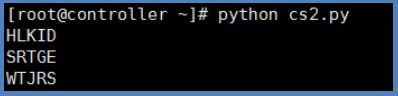 [root@controller ~]# python cs2.py
HLKID
SRTGE
WTJRS